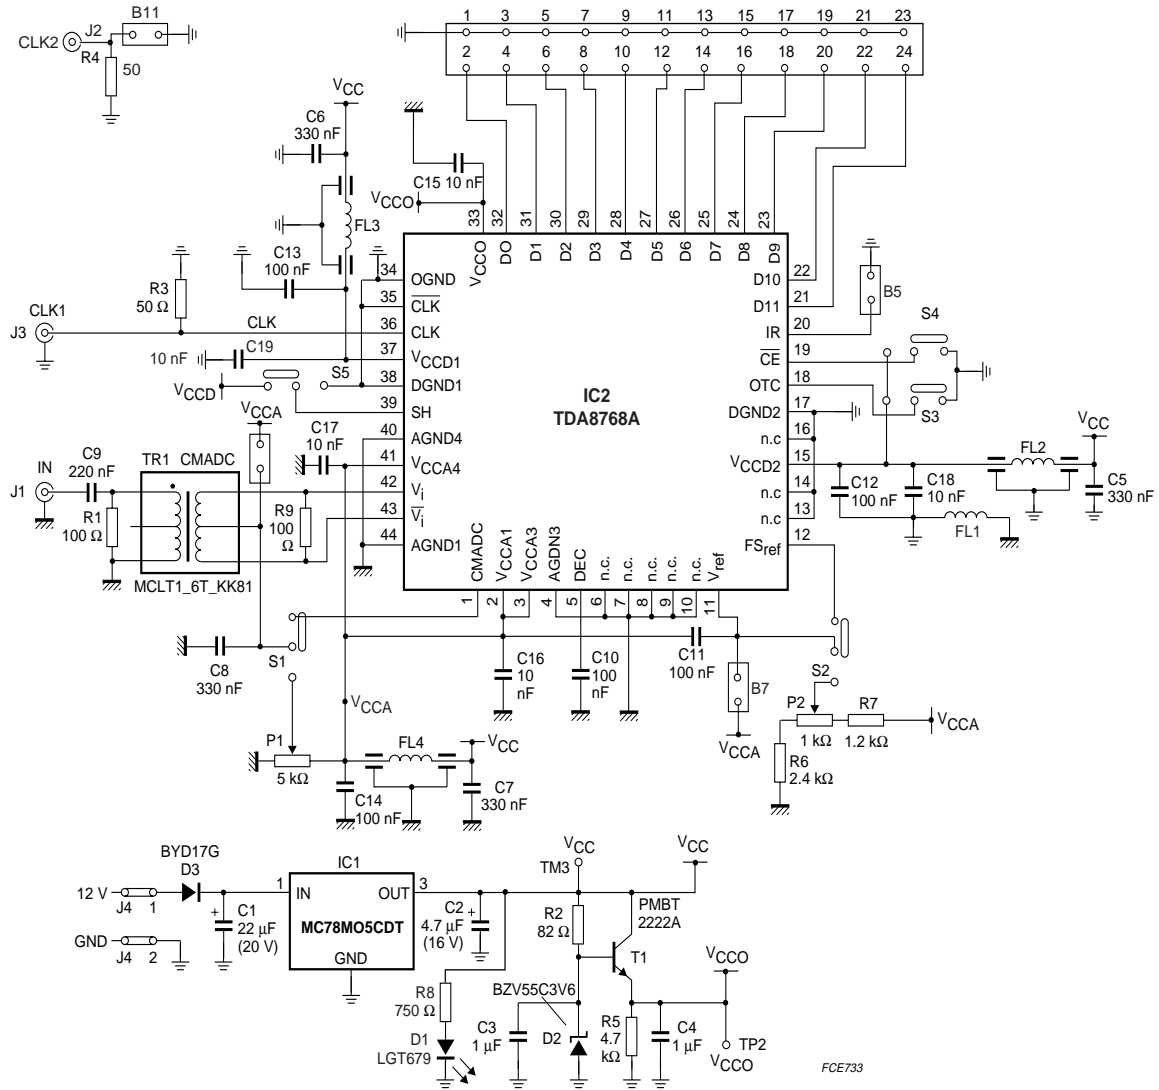 B11
1 3 5 7 9 11 13 15 17 19 21 23
CLK2 J2
R4
50
2 4 6 8 10 12 14 16 18 20 22 24
VCC
C6
330 nF
C15 10 nF
VCCO
FL3
33 32 31 30 29 28 27 26 25 24 23
VCCO DO D1 D2 D3 D4 D5 D6 D7 D8 D9
C13
100 nF
34 OGND
D10 22
B5
R3
50 Ω
35 CLK
D11 21
CLK1
J3
CLK
36 CLK
IR 20
S4
10 nF C19
37 VCCD1
CE 19
VCCD
S5
38 DGND1
OTC 18
IC2
TDA8768A
39 SH
DGND2 17
S3
VCCA
C17
10 nF
40 AGND4
n.c 16
VCC
41 VCCA4
VCCD2 15
FL2
IN
J1
C9
220 nF
TR1 CMADC
42 Vi
n.c 14
C12
100 nF
C18
10 nF
C5
330 nF
R1
100 Ω
R9
100
Ω
43 Vi
n.c 13
FL1
44 AGND1
FSref 12
MCLT1_6T_KK81
CMADC VCCA1 VCCA3 AGDN3 DEC n.c. n.c. n.c. n.c. n.c. Vref
1 2 3 4 5 6 7 8 9 10 11
C8
330 nF
S1
C16
10
nF
C10
100
nF
C11
100 nF
B7
S2
VCCA
P2
1 kΩ
R7
1.2 kΩ
VCCA
VCCA
P1
5 kΩ
FL4
VCC
R6
2.4 kΩ
C14
100 nF
C7
330 nF
BYD17G
D3
IC1
VCC
TM3
VCC
12 V
J4 1
1 IN
OUT 3
MC78MO5CDT
GND
+ C1
22 μF
(20 V)
C2 +
4.7 μF
(16 V)
R2
82 Ω
PMBT
2222A
T1
GND
J4 2
R8
750 Ω
BZV55C3V6
VCCO
D1
LGT679
C3
1 μF
D2
R5
4.7
kΩ
C4
1 μF
TP2
VCCO
FCE733